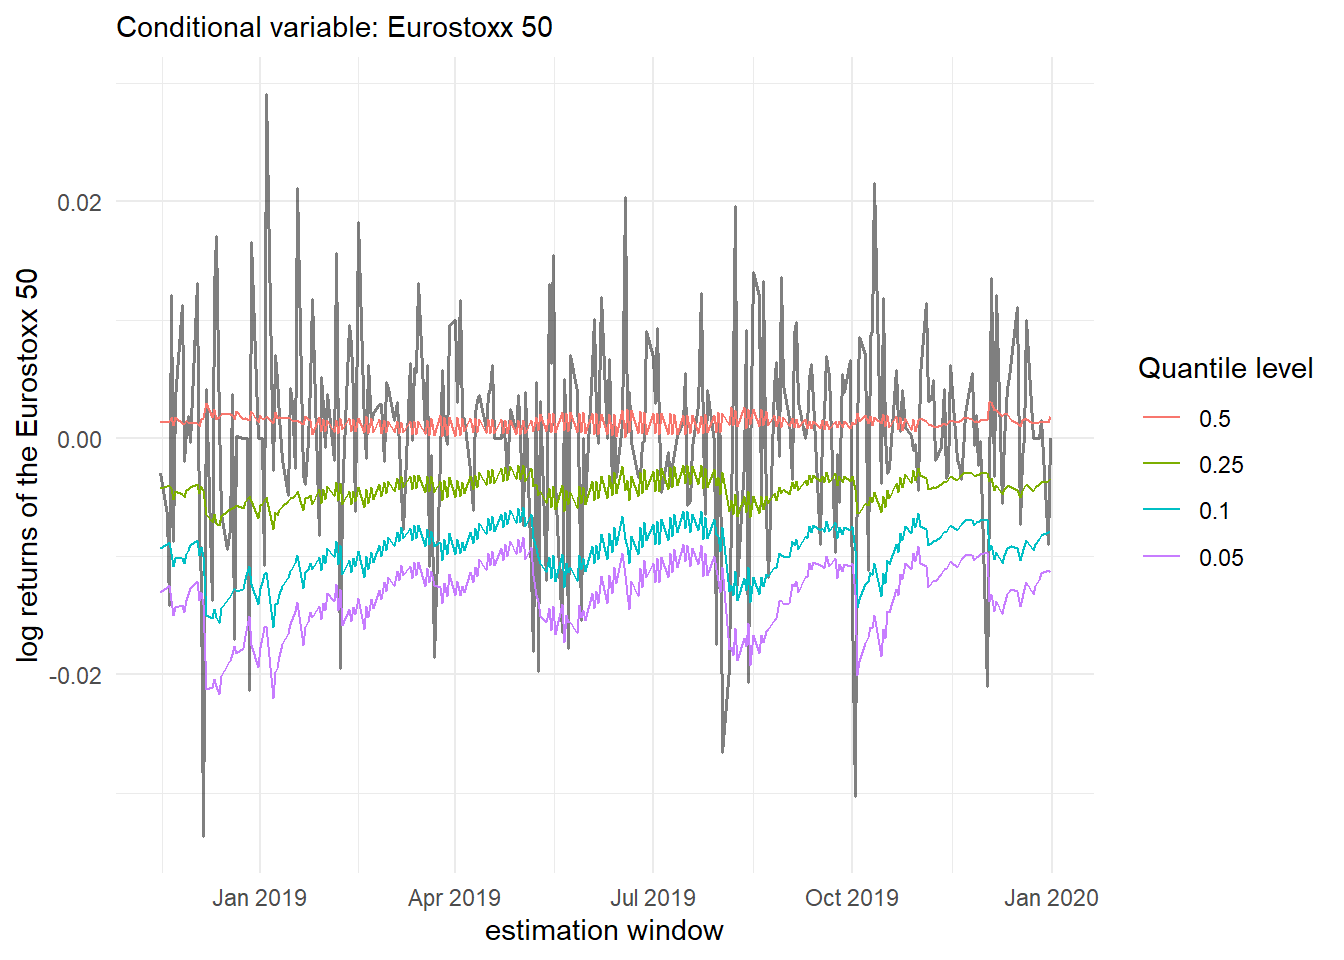 Conditional variable: Eurostoxx 50
log returns of the Eurostoxx 50
0.02
0.00
-0.02
Jan 2019
Apr 2019
Jul 2019
Oct 2019
Jan 2020
estimation window
Quantile level
0.5
0.25
0.1
0.05